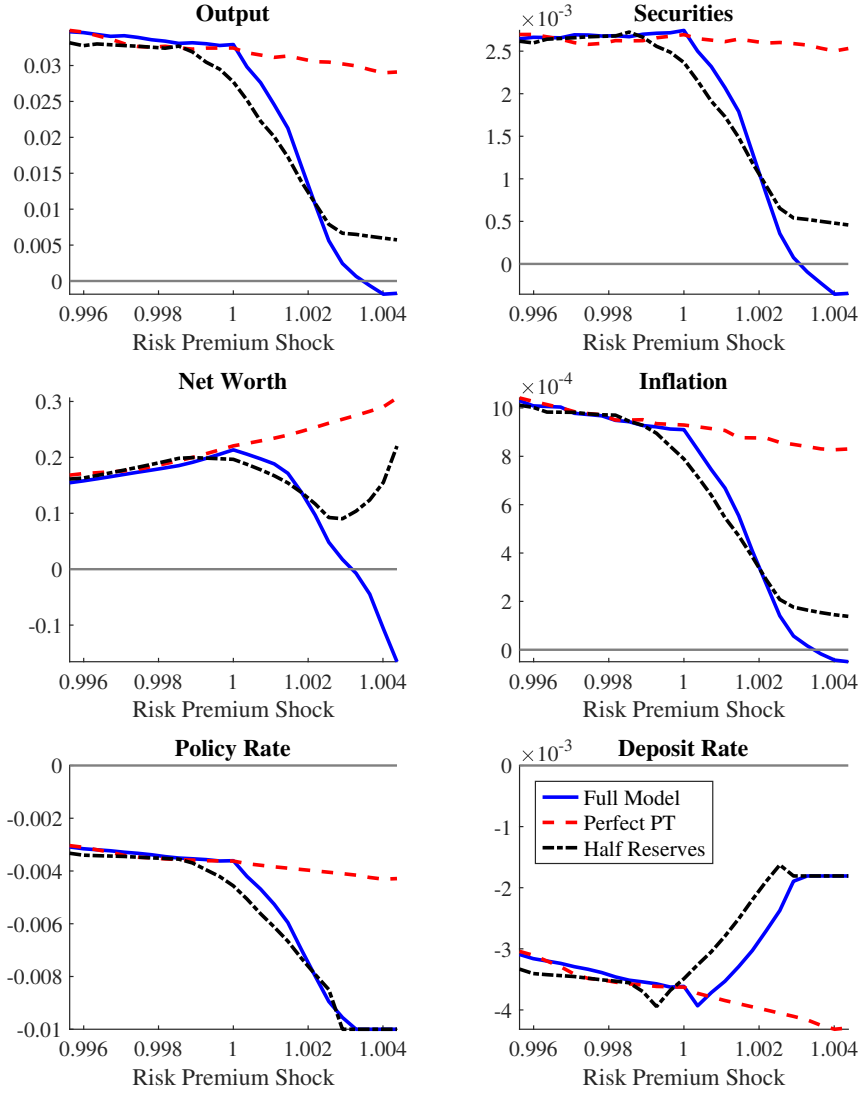 Output
0.03
0.025
0.02
0.015
0.01
0.005
0
0.996 0.998 1 1.002 1.004
Risk Premium Shock
Securities
×10-3
2.5
2
1.5
1
0.5
0
0.996 0.998 1 1.002 1.004
Risk Premium Shock
Net Worth
0.3
0.2
0.1
0
-0.1
0.996 0.998 1 1.002 1.004
Risk Premium Shock
Inflation
×10-4
10
8
6
4
2
0
0.996 0.998 1 1.002 1.004
Risk Premium Shock
Policy Rate
0
-0.002
-0.004
-0.006
-0.008
-0.01
0.996 0.998 1 1.002 1.004
Risk Premium Shock
Deposit Rate
×10-3
0
-1
-2
-3
-4
Full Model
Perfect PT
Half Reserves
0.996 0.998 1 1.002 1.004
Risk Premium Shock